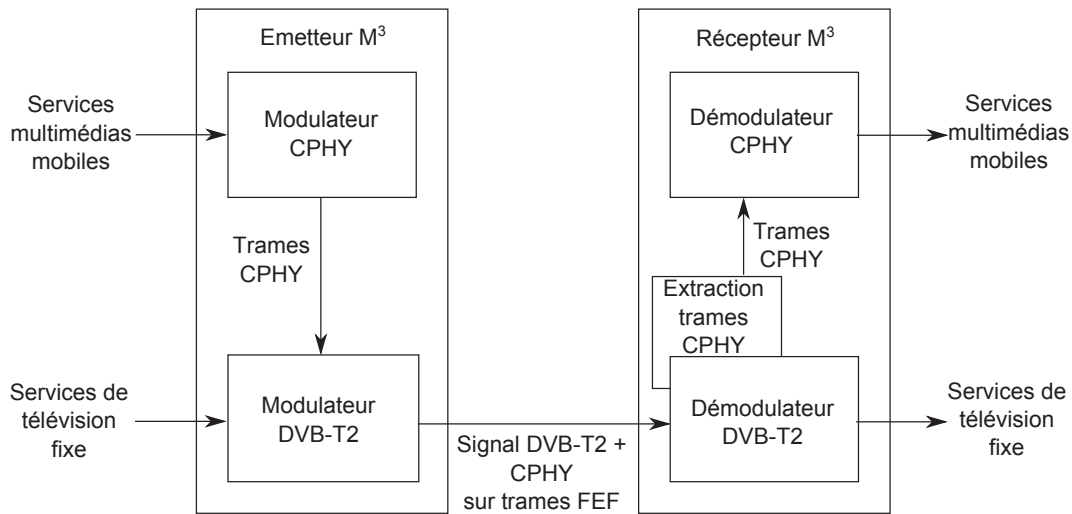 Emetteur M³
Récepteur M³
Services
multimédias
mobiles
Modulateur
CPHY
Démodulateur
CPHY
Services
multimédias
mobiles
Trames
CPHY
Trames
CPHY
Extraction
trames
CPHY
Services de
télévision
fixe
Modulateur
DVB-T2
Signal DVB-T2 +
CPHY
sur trames FEF
Démodulateur
DVB-T2
Services de
télévision
fixe